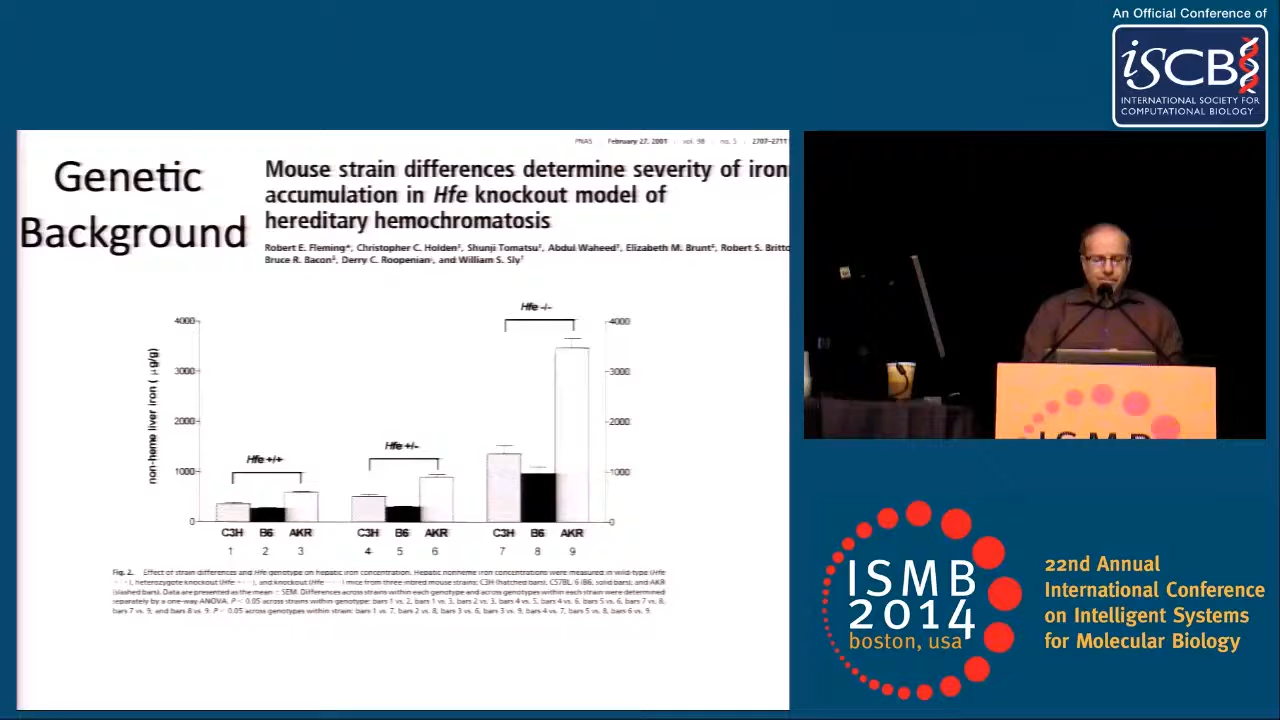 An Official Conference of
iSCB
INTERNATIONAL SOCIETY FOR
COMPUTATIONAL BIOLOGY
Genetic
Background
PNAS February 27, 2001 vol. 98 no. 5 2707–2711
Mouse strain differences determine severity of iron
accumulation in Hfe knockout model of
hereditary hemochromatosis
Robert E. Fleming*, Christopher C. Holden, Shunji Tomatsu, Abdul Waheed, Elizabeth M. Brunt, Robert S. Britto
Bruce R. Bacon, Derry C. Roopenian, and William S. Sly
non-heme liver iron (μg/g)
4000
3000
2000
1000
0
Hfe +/+
Hfe +/-
Hfe -/-
4000
3000
2000
1000
0
C3H B6 AKR C3H B6 AKR C3H B6 AKR
1 2 3 4 5 6 7 8 9
Fig. 2. Effect of strain differences and Hfe genotype on hepatic iron concentration. Hepatic nonheme iron concentrations were measured in wild-type (Hfe
), heterozygote knockout (Hfe ), and knockout (Hfe ) mice from three inbred mouse strains: C3H (hatched bars), C57BL 6 (B6, solid bars); and AKR
(slashed bars). Data are presented as the mean SEM. Differences across strains within each genotype and across genotypes within each strain were determined
separately by a one-way ANOVA. P < 0.05 across strains within genotype: bars 1 vs. 2, bars 1 vs. 3, bars 2 vs. 3, bars 4 vs. 5, bars 4 vs. 6, bars 5 vs. 6, bars 7 vs. 8,
bars 7 vs. 9, and bars 8 vs. 9. P < 0.05 across genotypes within strain: bars 1 vs. 7, bars 2 vs. 8, bars 3 vs. 6, bars 3 vs. 9; bars 4 vs. 7, bars 5 vs. 8, bars 6 vs. 9.
ISMB
ISMB
2014
boston, usa
22nd Annual
International Conference
on Intelligent Systems
for Molecular Biology